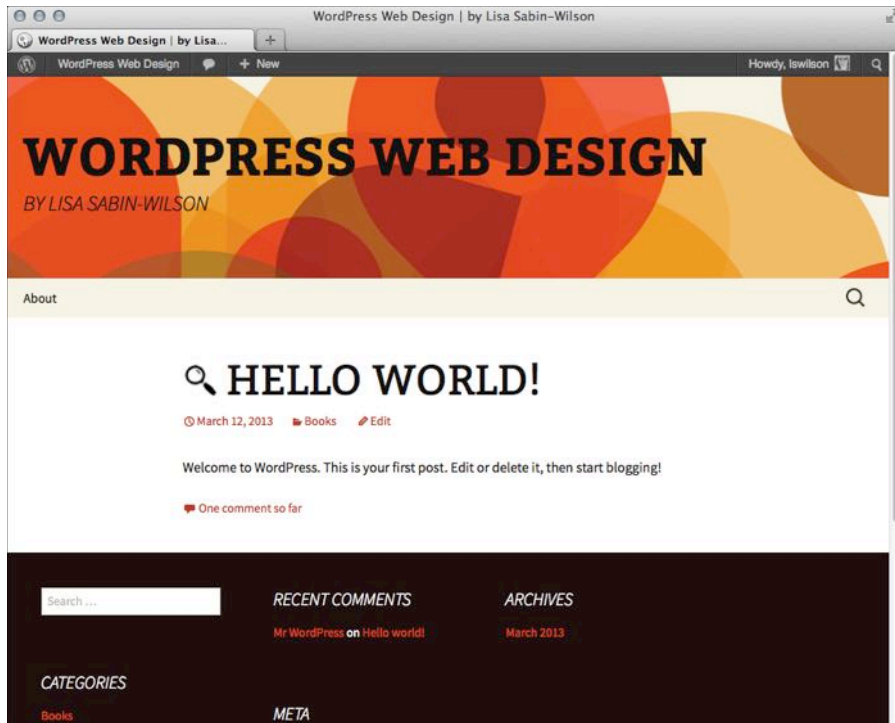 WordPress Web Design | by Lisa Sabin-Wilson
WordPress Web Design | by Lisa...
WordPress Web Design + New Howdy, lswilson
WORDPRESS WEB DESIGN
BY LISA SABIN-WILSON
About
HELLO WORLD!
March 12, 2013 Books Edit
Welcome to WordPress. This is your first post. Edit or delete it, then start blogging!
One comment so far
Search ...
RECENT COMMENTS
Mr WordPress on Hello world!
ARCHIVES
March 2013
CATEGORIES
Books
META